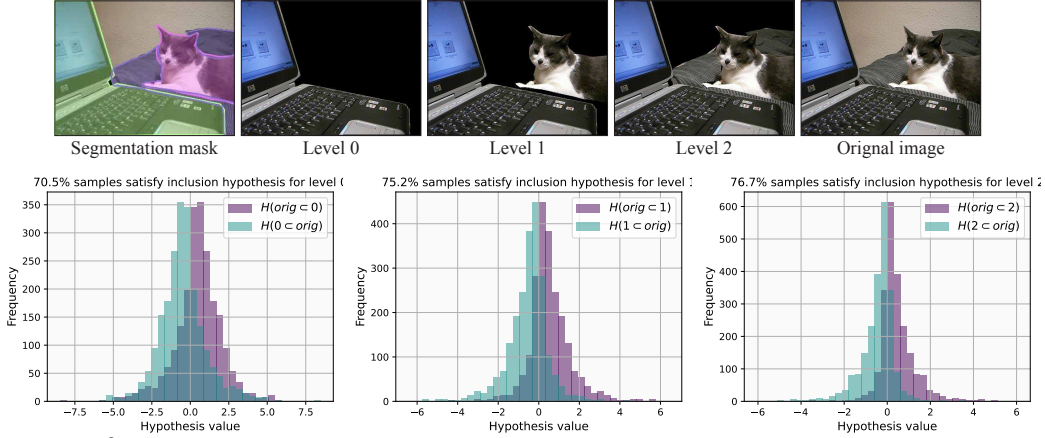 Segmentation mask
Level 0
Level 1
Level 2
Orignal image
70.5% samples satisfy inclusion hypothesis for level (
350
300
250
200
150
100
50
0
Frequency
H(orig ⊂ 0)
H(0 ⊂ orig)
−7.5 −5.0 −2.5 0.0 2.5 5.0 7.5
Hypothesis value
75.2% samples satisfy inclusion hypothesis for level :
400
300
200
100
0
Frequency
H(orig ⊂ 1)
H(1 ⊂ orig)
−6 −4 −2 0 2 4 6
Hypothesis value
76.7% samples satisfy inclusion hypothesis for level 2
600
500
400
300
200
100
0
Frequency
H(orig ⊂ 2)
H(2 ⊂ orig)
−6 −4 −2 0 2 4 6
Hypothesis value